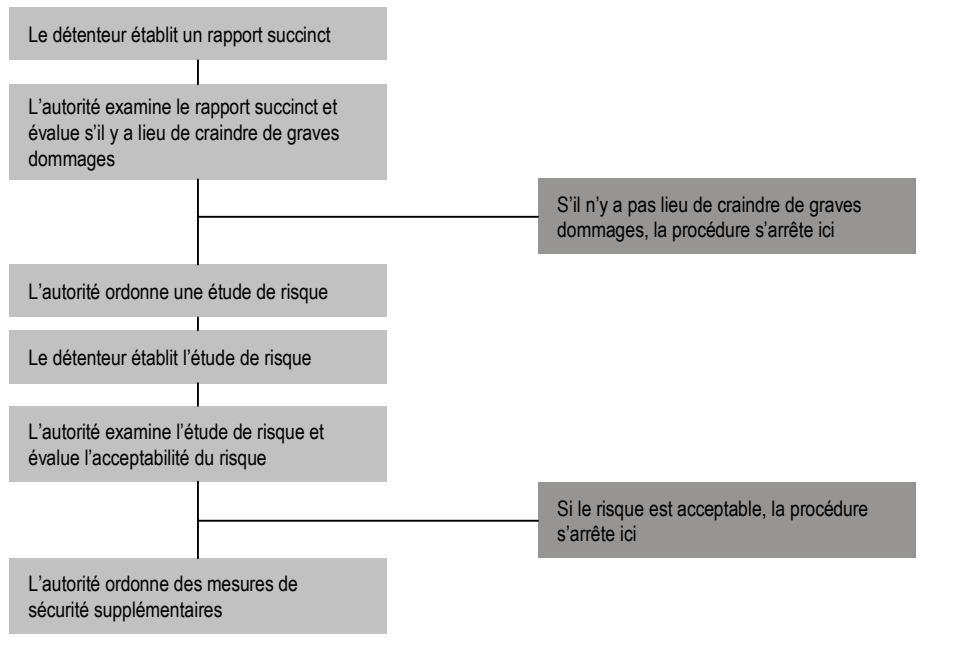 Le détenteur établit un rapport succinct
L'autorité examine le rapport succinct et
évalue s'il y a lieu de craindre de graves
dommages
S'il n'y a pas lieu de craindre de graves
dommages, la procédure s'arrête ici
L'autorité ordonne une étude de risque
Le détenteur établit l'étude de risque
L'autorité examine l'étude de risque et
évalue l'acceptabilité du risque
Si le risque est acceptable, la procédure
s'arrête ici
L'autorité ordonne des mesures de
sécurité supplémentaires